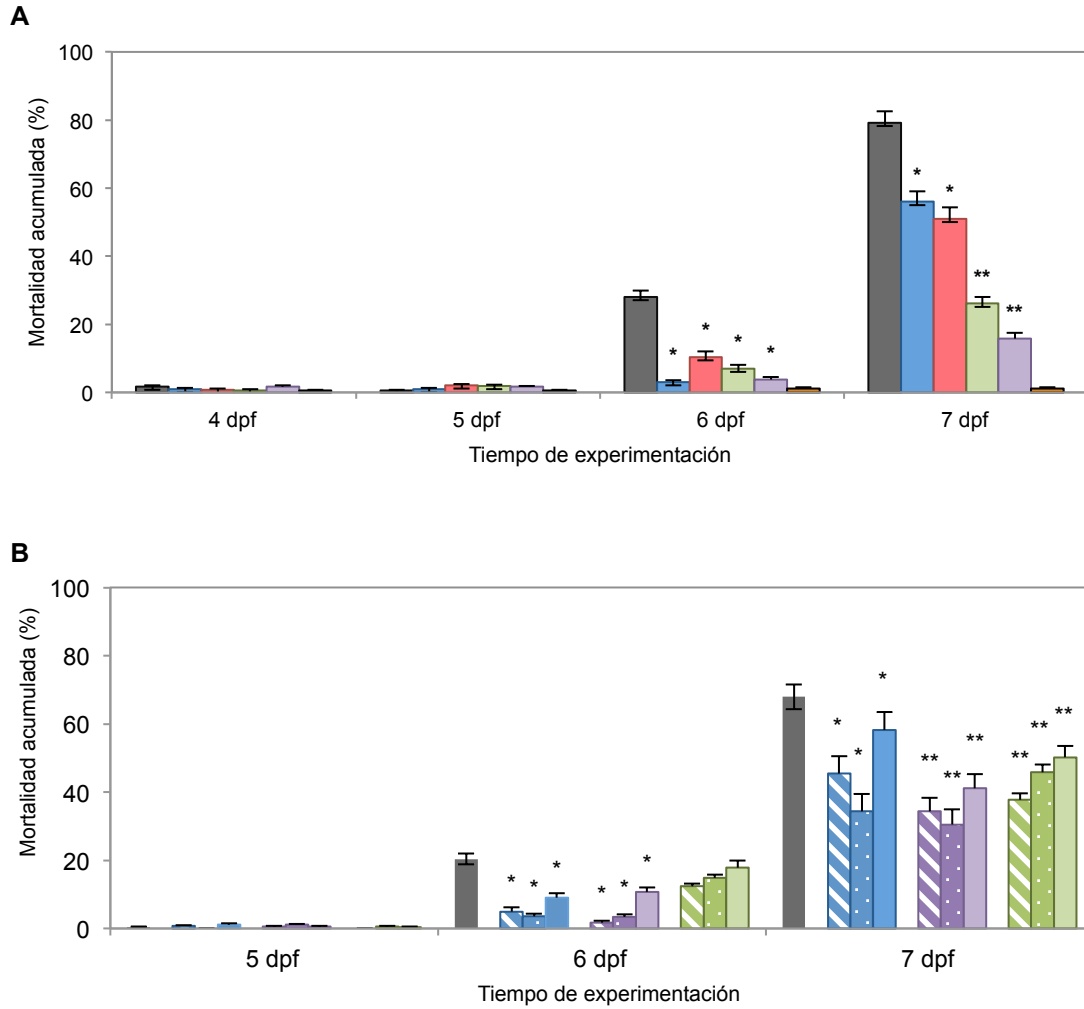 A
Mortalidad acumulada (%)
100
80
60
40
20
0
* * * *
* * ** **
4 dpf 5 dpf 6 dpf 7 dpf
Tiempo de experimentación
B
Mortalidad acumulada (%)
100
80
60
40
20
0
* * * * * *
* * * ** ** ** ** ** **
5 dpf 6 dpf 7 dpf
Tiempo de experimentación